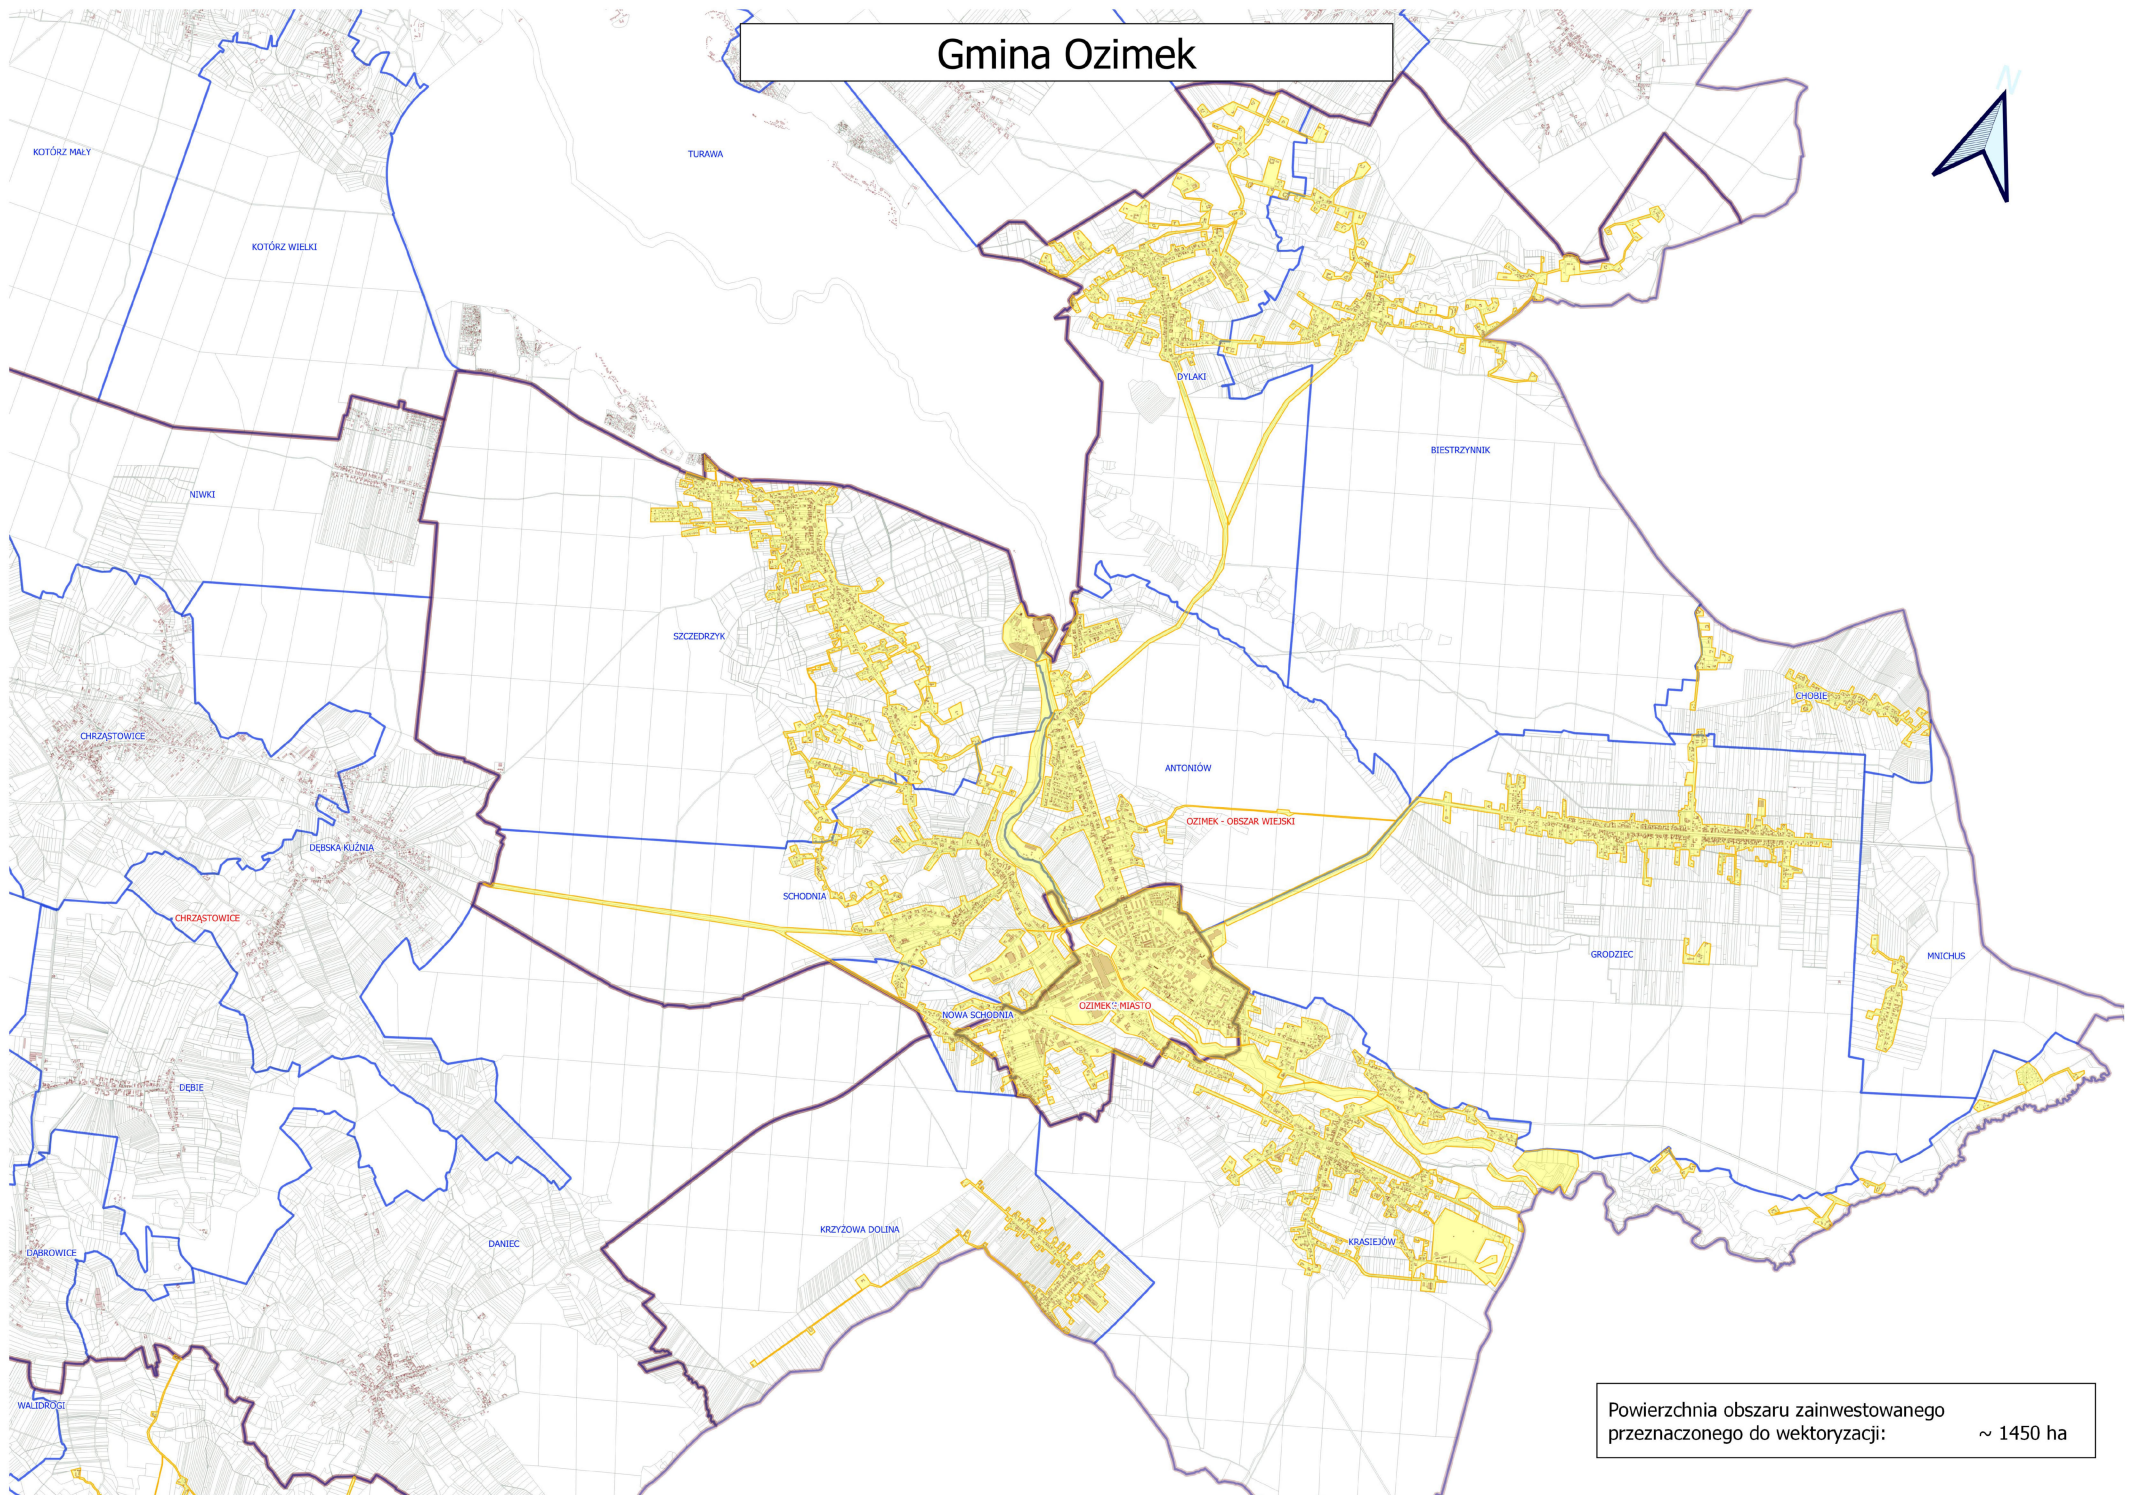 Gmina Ozimek
N
KOTÓRZ MAŁY
TURAWA
KOTÓRZ WIELKI
DYLAKI
BIESTRZYNNIK
NIWKI
SZCZEDRZYK
CHOBIE
CHRZĄSTOWICE
ANTONIÓW
OZIMEK - OBSZAR WIEJSKI
DĘBSKA KUŹNIA
SCHODNIA
CHRZĄSTOWICE
GRODZIEC
MNICHUS
OZIMEK - MIASTO
NOWA SCHODNIA
DĘBIE
KRZYŻOWA DOLINA
KRASIEJÓW
DANIEC
DĄBROWICE
WALIDROGI
Powierzchnia obszaru zainwestowanego
przeznaczonego do wektoryzacji: ~ 1450 ha